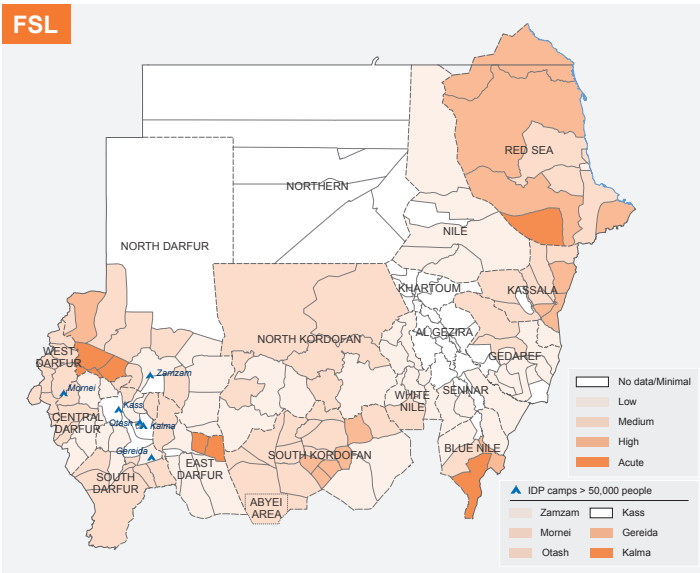 FSL
RED SEA
NORTHERN
NILE
NORTH DARFUR
KHARTOUM
KASSALA
NORTH KORDOFAN
ALGEZIRA
WEST
DARFUR
GEDAREF
Zamzam
Mornei
SENNAR
WHITE
NILE
Kass
CENTRAL
DARFUR
Otash
Kalma
BLUE NILE
Gereida
SOUTH KORDOFAN
EAST
DARFUR
SOUTH
DARFUR
ABYEI
AREA
No data/Minimal
Low
Medium
High
Acute
IDP camps > 50,000 people
Zamzam
Kass
Mornei
Gereida
Otash
Kalma